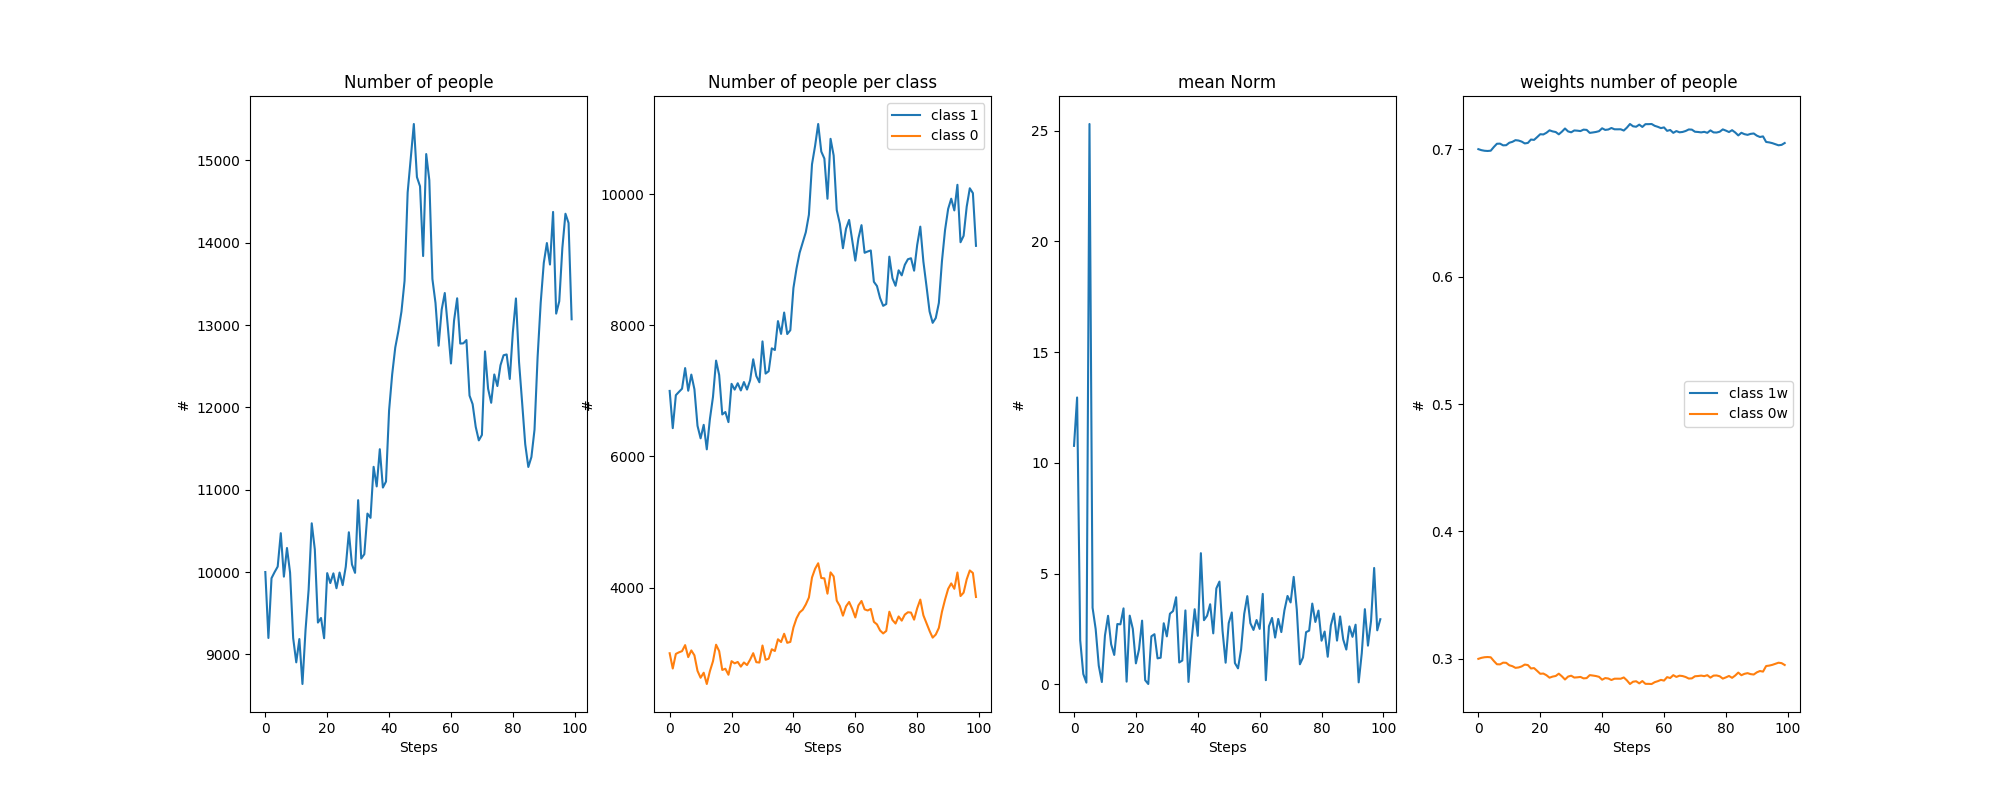 Number of people
15000
14000
13000
12000
11000
10000
9000
#
0 20 40 60 80 100
Steps
Number of people per class
class 1
class 0
10000
8000
6000
4000
#
0 20 40 60 80 100
Steps
mean Norm
25
20
15
10
5
0
#
0 20 40 60 80 100
Steps
weights number of people
0.7
0.6
0.5
0.4
0.3
#
class 1w
class 0w
0 20 40 60 80 100
Steps